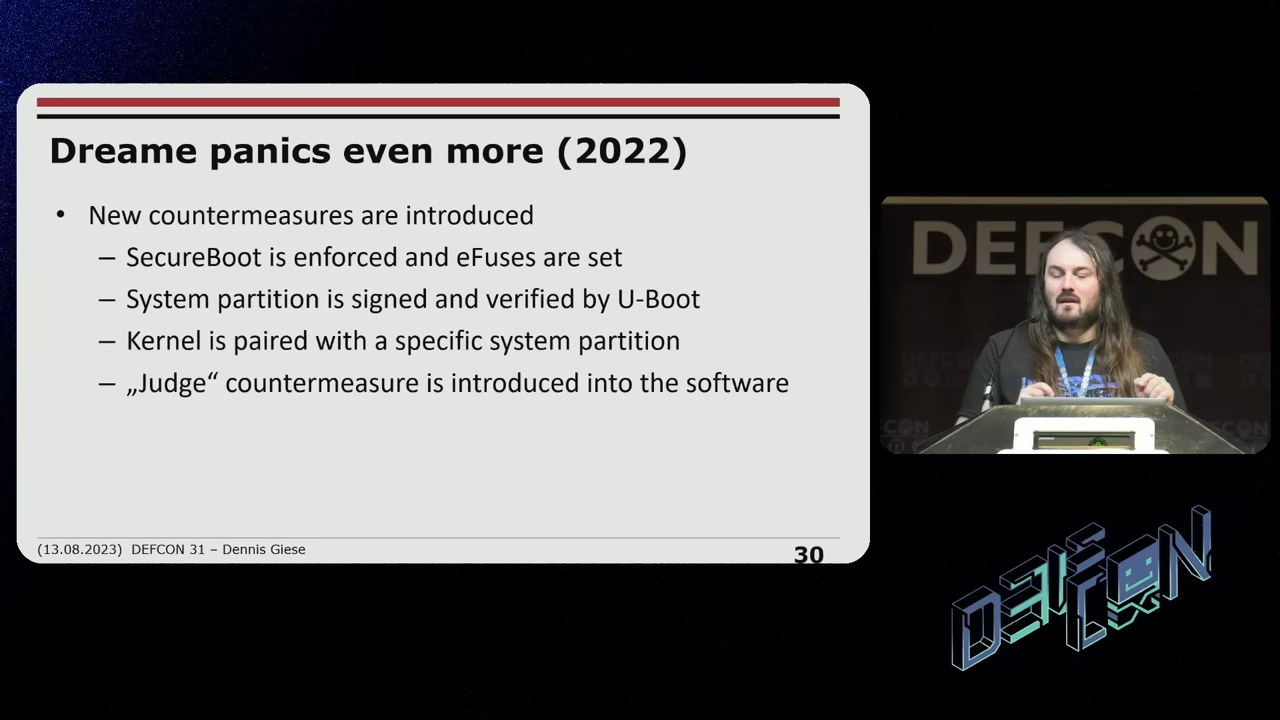 Dreame panics even more (2022)
• New countermeasures are introduced
– SecureBoot is enforced and eFuses are set
– System partition is signed and verified by U-Boot
– Kernel is paired with a specific system partition
– „Judge“ countermeasure is introduced into the software
(13.08.2023) DEFCON 31 – Dennis Giese
30
DEFCON
DEFCON